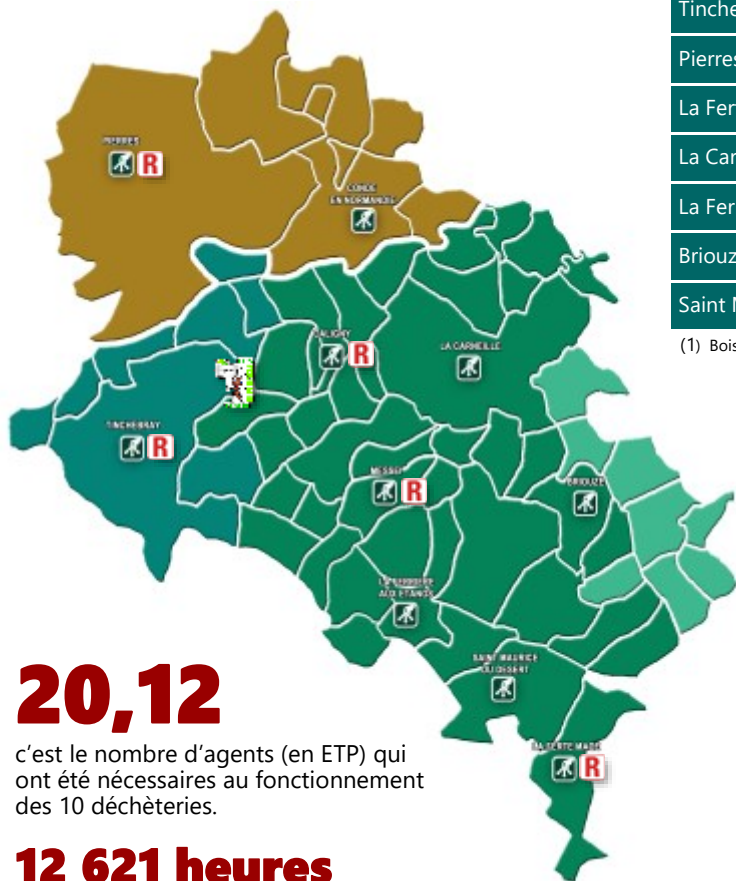 Tinche
Pierres
La Fer
La Car
La Fer
Briouz
Saint M
(1) Bois
PIERRES
R
CONDE
EN NORMANDIE
CALIGNY
R
LA CARNEILLE
TINCHEBRAY
R
MESSEI
R
BRIOUZE
LA FERRIERE
AUX ETANGS
SAINT MAURICE
DU DESERT
LA FERTE MACE
R
20,12
c'est le nombre d'agents (en ETP) qui
ont été nécessaires au fonctionnement
des 10 déchèteries.
12 621 heures